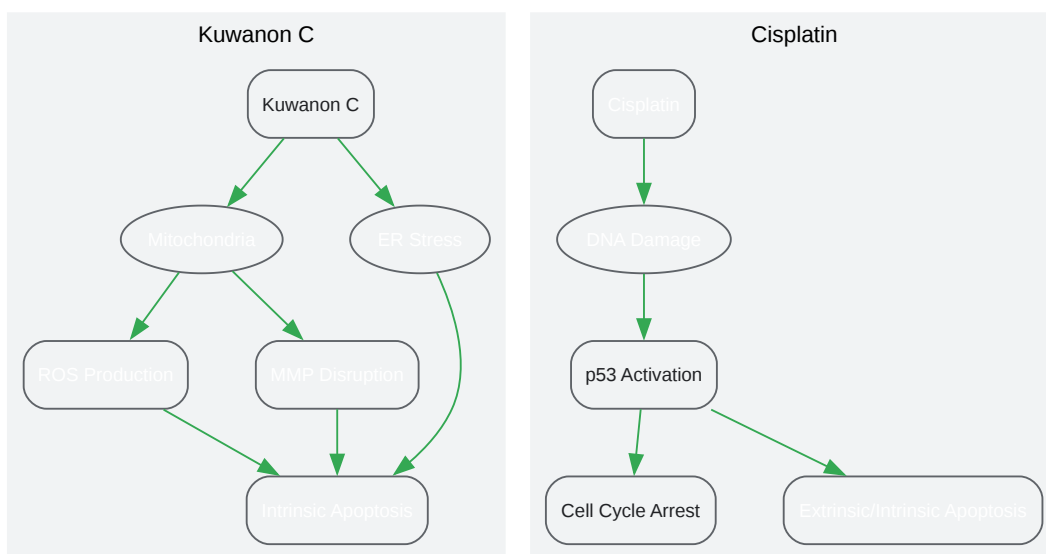 Kuwanon C
Kuwanon C
Mitochondria
ER Stress
ROS Production
MMP Disruption
Intrinsic Apoptosis
Cisplatin
Cisplatin
DNA Damage
p53 Activation
Cell Cycle Arrest
Extrinsic/Intrinsic Apoptosis